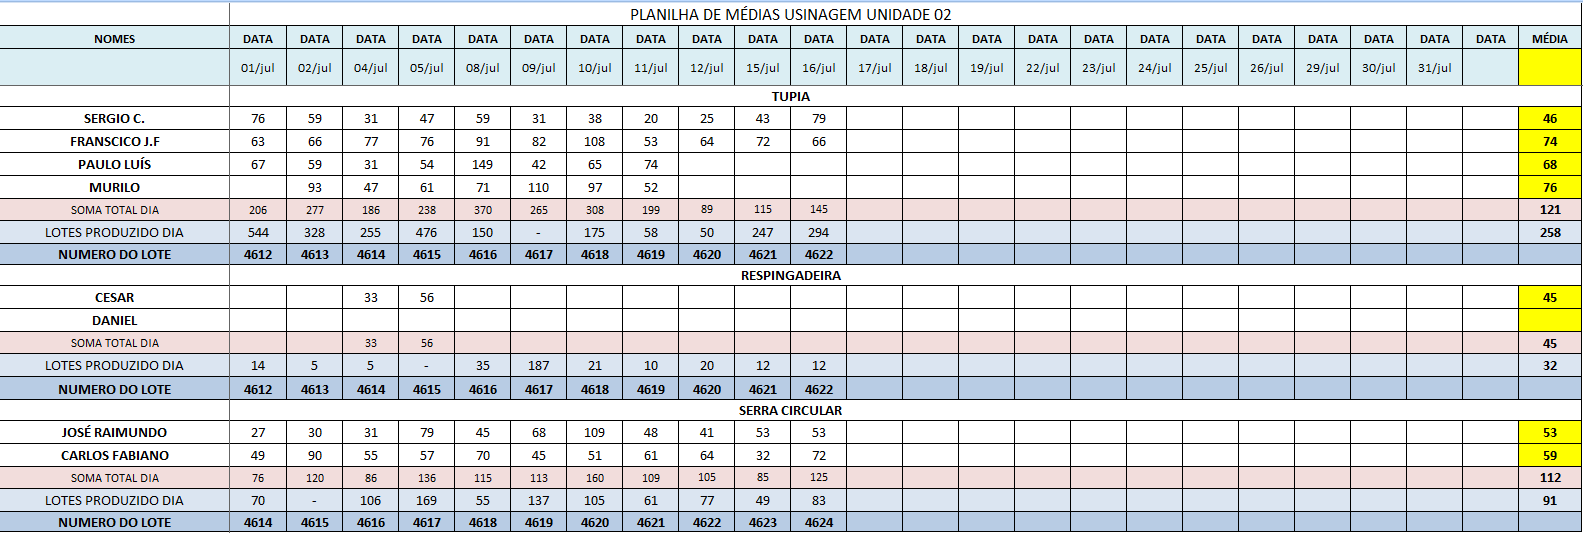 PLANILHA DE MÉDIAS USINAGEM UNIDADE 02
NOMES DATA DATA DATA DATA DATA DATA DATA DATA DATA DATA DATA DATA DATA DATA DATA DATA DATA DATA DATA DATA DATA DATA DATA MÉDIA
01/jul 02/jul 04/jul 05/jul 08/jul 09/jul 10/jul 11/jul 12/jul 15/jul 16/jul 17/jul 18/jul 19/jul 22/jul 23/jul 24/jul 25/jul 26/jul 29/jul 30/jul 31/jul
TUPIA
SERGIO C. 76 59 31 47 59 31 38 20 25 43 79 46
FRANSCICO J.F 63 66 77 76 91 82 108 53 64 72 66 74
PAULO LUÍS 67 59 31 54 149 42 65 74 68
MURILO 93 47 61 71 110 97 52 76
SOMA TOTAL DIA 206 277 186 238 370 265 308 199 89 115 145 121
LOTES PRODUZIDO DIA 544 328 255 476 150 - 175 58 50 247 294 258
NUMERO DO LOTE 4612 4613 4614 4615 4616 4617 4618 4619 4620 4621 4622
RESPINGADEIRA
CESAR 33 56 45
DANIEL
SOMA TOTAL DIA 33 56 45
LOTES PRODUZIDO DIA 14 5 5 - 35 187 21 10 20 12 12 32
NUMERO DO LOTE 4612 4613 4614 4615 4616 4617 4618 4619 4620 4621 4622
SERRA CIRCULAR
JOSÉ RAIMUNDO 27 30 31 79 45 68 109 48 41 53 53 53
CARLOS FABIANO 49 90 55 57 70 45 51 61 64 32 72 59
SOMA TOTAL DIA 76 120 86 136 115 113 160 109 105 85 125 112
LOTES PRODUZIDO DIA 70 - 106 169 55 137 105 61 77 49 83 91
NUMERO DO LOTE 4614 4615 4616 4617 4618 4619 4620 4621 4622 4623 4624